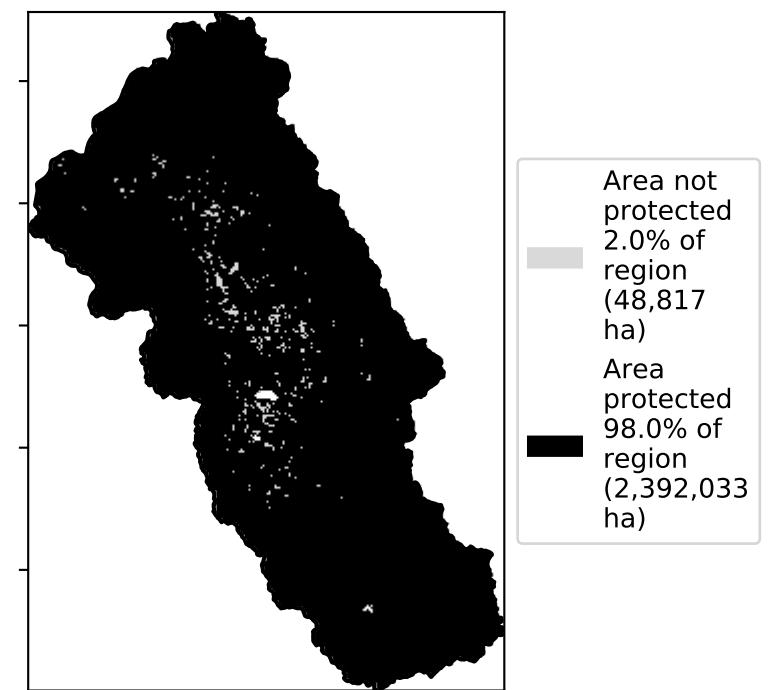 Area not
protected
2.0% of
region
(48,817
ha)
Area
protected
98.0% of
region
(2,392,033
ha)